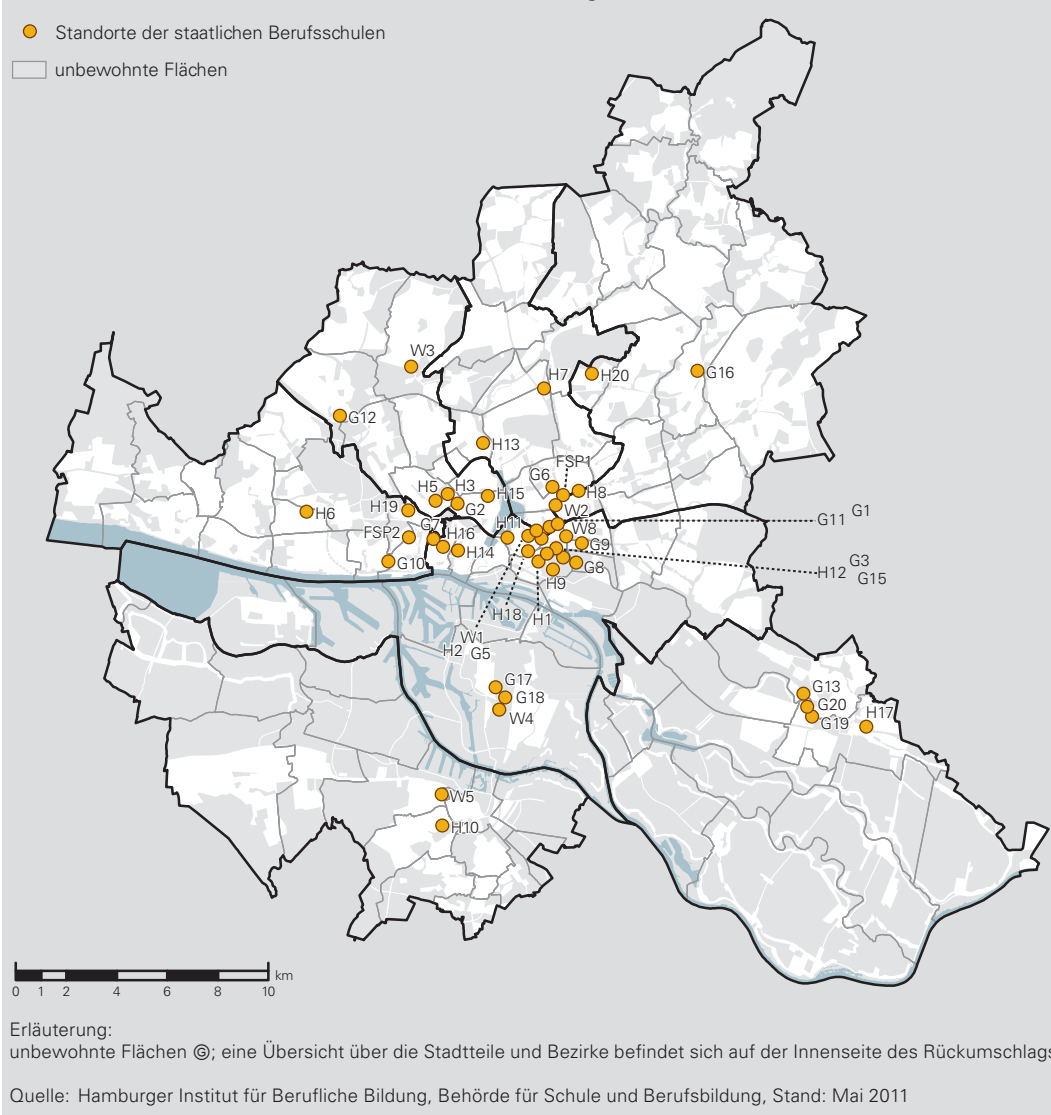 Standorte der staatlichen Berufsschulen
unbewohnte Flächen
W3
H7
H20
G16
G12
H13
FSP1
G6
H5
H3
H15
H8
G2
W2
H19
H6
G7
H11
G11
G1
FSP2
H16
W8
G9
H14
G10
G8
G3
H12
G15
H9
H18
H1
W1
H2
G5
G17
G18
W4
G13
G20
G19
H17
W5
H10
km
0 1 2 4 6 8 10
Erläuterung:
unbewohnte Flächen ©; eine Übersicht über die Stadtteile und Bezirke befindet sich auf der Innenseite des Rückumschlags
Quelle: Hamburger Institut für Berufliche Bildung, Behörde für Schule und Berufsbildung, Stand: Mai 2011